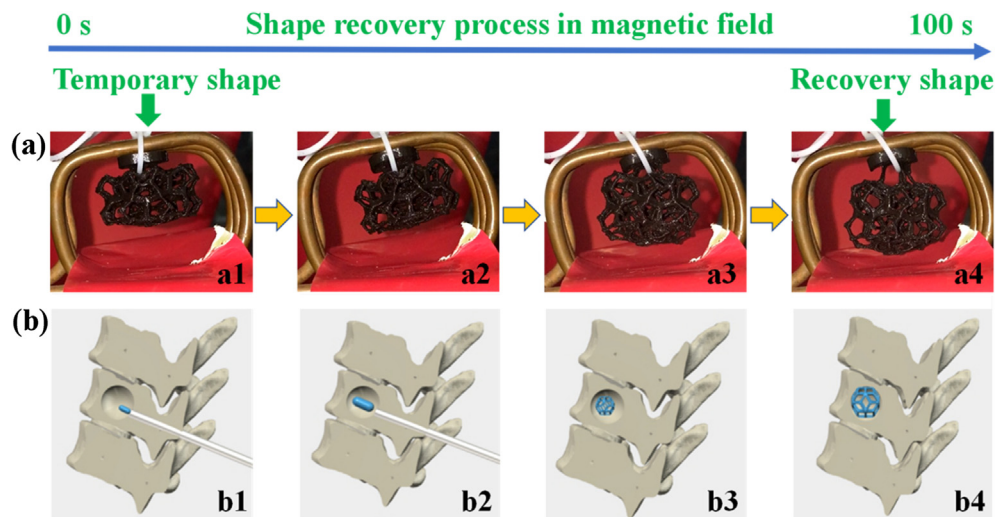 0 s Shape recovery process in magnetic field 100 s
Temporary shape Recovery shape
(a)
a1 a2 a3 a4
(b)
b1 b2 b3 b4